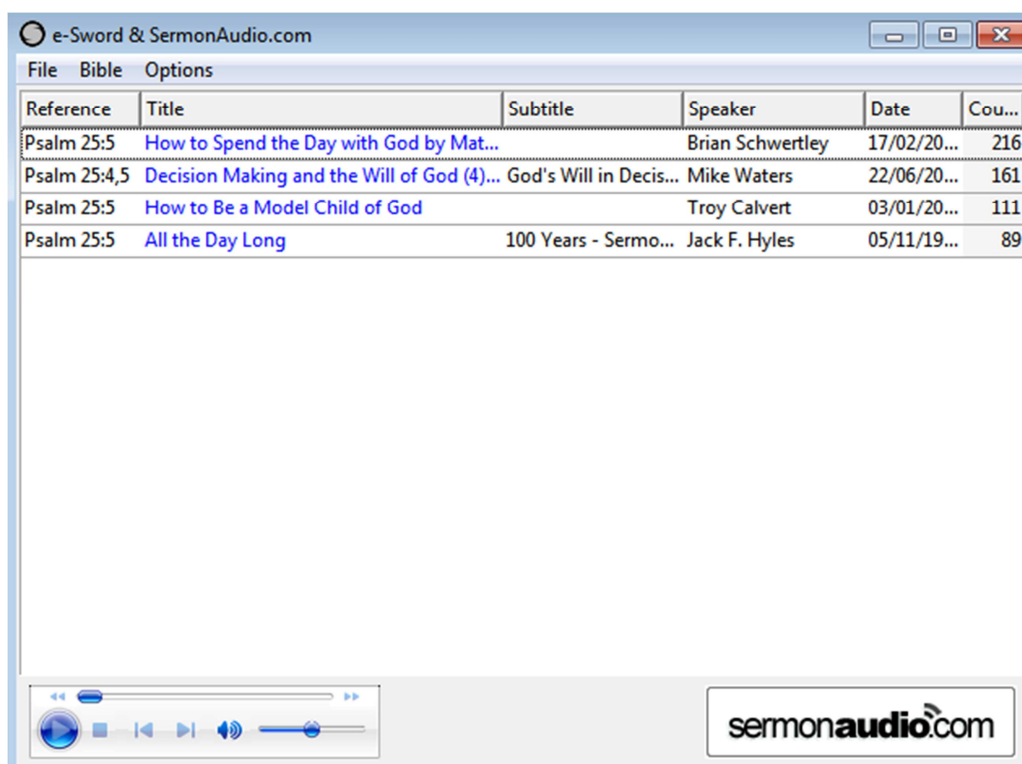 e-Sword & SermonAudio.com
File Bible Options
Reference Title Subtitle Speaker Date Cou...
Psalm 25:5 How to Spend the Day with God by Mat... Brian Schwertley 17/02/20... 216
Psalm 25:4,5 Decision Making and the Will of God (4)... God's Will in Decis... Mike Waters 22/06/20... 161
Psalm 25:5 How to Be a Model Child of God Troy Calvert 03/01/20... 111
Psalm 25:5 All the Day Long 100 Years - Sermo... Jack F. Hyles 05/11/19... 89
sermonaudio.com